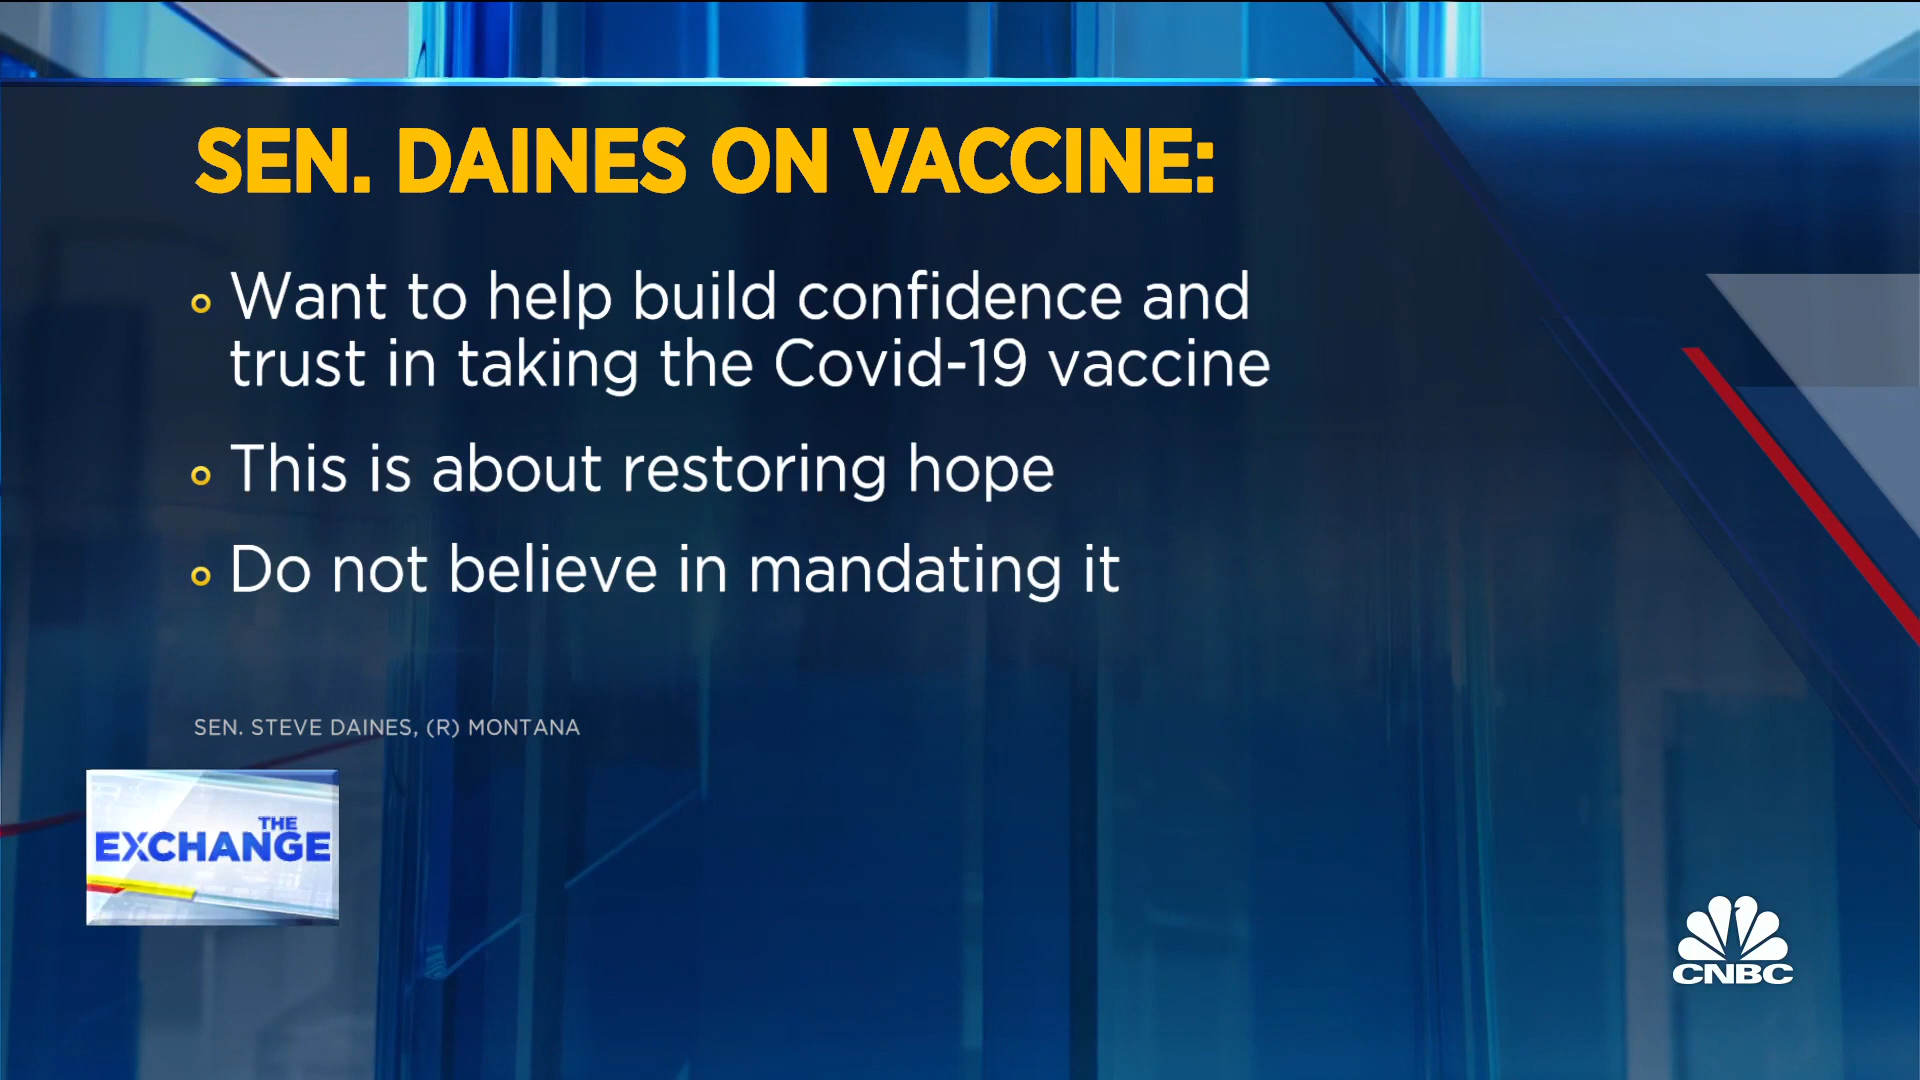 SEN. DAINES ON VACCINE:
Want to help build confidence and
trust in taking the Covid-19 vaccine
This is about restoring hope
Do not believe in mandating it
SEN. STEVE DAINES, (R) MONTANA
THE
EXCHANGE
CNBC